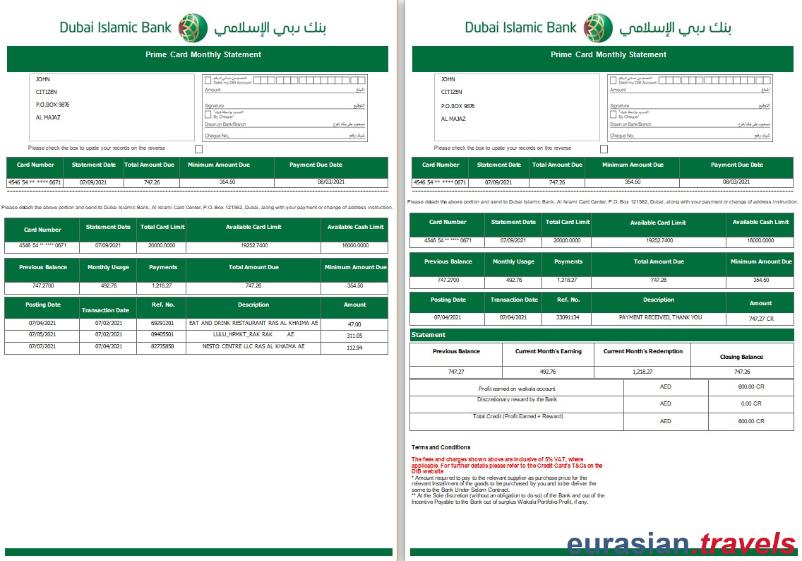 Dubai Islamic Bank
بنك دبي الإسلامي
Prime Card Monthly Statement
JOHN
CITIZEN
P.O.BOX 9876
AL MAJAZ
Debit my DIB Account
Amount
المبلغ
Signature
التوقيع
By Cheque*
Drawn on Bank/Branch
Cheque No.
شيك رقم
Please check the box to upate your records on the reverse
Card Number Statement Date Total Amount Due Minimum Amount Due Payment Due Date
4546 54 ** **** 0671 07/09/2021 747.26 354.50 08/03/2021
Please detach the above portion and send to Dubai Islamic Bank, Al Islami Card Center, P.O. Box 121562, Dubai, along with your payment or change of address instruction.
Card Number Statement Date Total Card Limit Available Card Limit Available Cash Limit
4546 54 ** **** 0671 07/09/2021 20000.0000 19252.7400 16000.0000
Previous Balance Monthly Usage Payments Total Amount Due Minimum Amount Due
747.2700 492.76 1,218.27 747.26 354.50
Posting Date Transaction Date Ref. No. Description Amount
07/04/2021 07/02/2021 69291201 EAT AND DRINK RESTAURANT RAS AL KHAIMA AE 47.00
07/05/2021 07/02/2021 09405501 LULU_HPMKT_RAK RAK AE 311.05
07/07/2021 07/04/2021 82735858 NESTO CENTRE LLC RAS AL KHAIMA AE 112.94
Dubai Islamic Bank
بنك دبي الإسلامي
Prime Card Monthly Statement
JOHN
CITIZEN
P.O.BOX 9876
AL MAJAZ
Debit my DIB Account
Amount
المبلغ
Signature
التوقيع
By Cheque*
Drawn on Bank/Branch
Cheque No.
شيك رقم
Please check the box to upate your records on the reverse
Card Number Statement Date Total Amount Due Minimum Amount Due Payment Due Date
4546 54 ** **** 0671 07/09/2021 747.26 354.50 08/03/2021
Please detach the above portion and send to Dubai Islamic Bank, Al Islami Card Center, P.O. Box 121562, Dubai, along with your payment or change of address instruction.
Card Number Statement Date Total Card Limit Available Card Limit Available Cash Limit
4546 54 ** **** 0671 07/09/2021 20000.0000 19252.7400 16000.0000
Previous Balance Monthly Usage Payments Total Amount Due Minimum Amount Due
747.2700 492.76 1,218.27 747.26 354.50
Posting Date Transaction Date Ref. No. Description Amount
07/04/2021 07/04/2021 33091134 PAYMENT RECEIVED, THANK YOU 747.27 CR
Statement
Previous Balance Current Month's Earning Current Month's Redemption Closing Balance
747.27 492.76 1,218.27 747.26
Profit earned on wakala account AED 600.00 CR
Discretionary reward by the Bank AED 0.00 CR
Total Credit (Profit Earned + Reward) AED 600.00 CR
Terms and Conditions
The fees and charges shown above are inclusive of 5% VAT, where
applicable. For further details please refer to the Credit Card's T&Cs on the
DIB website
* Amount required to pay to the relevant supplier as purchase price for the
relevant Installment of the goods to be purchased by you and to be deliver the
same to the Bank Under Salam Contract.
** At the Sole discretion (without an obligation to do so) of the Bank and out of the
Incentive Payable to the Bank out of surplus Wakala Portfolio Profit, if any.
eurasian.travels